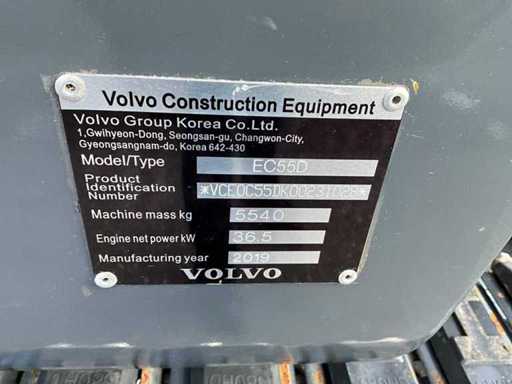 Volvo Construction Equipment
Volvo Group Korea Co.Ltd.
1,Gwihyeon-Dong, Seongsan-gu, Changwon-City,
Gyeongsangnam-do, Korea 642-430
Model/Type EC55D
Product
Identification
Number
Machine mass kg 5540
Engine net power kW 36.5
Manufacturing year 2019
VOLVO